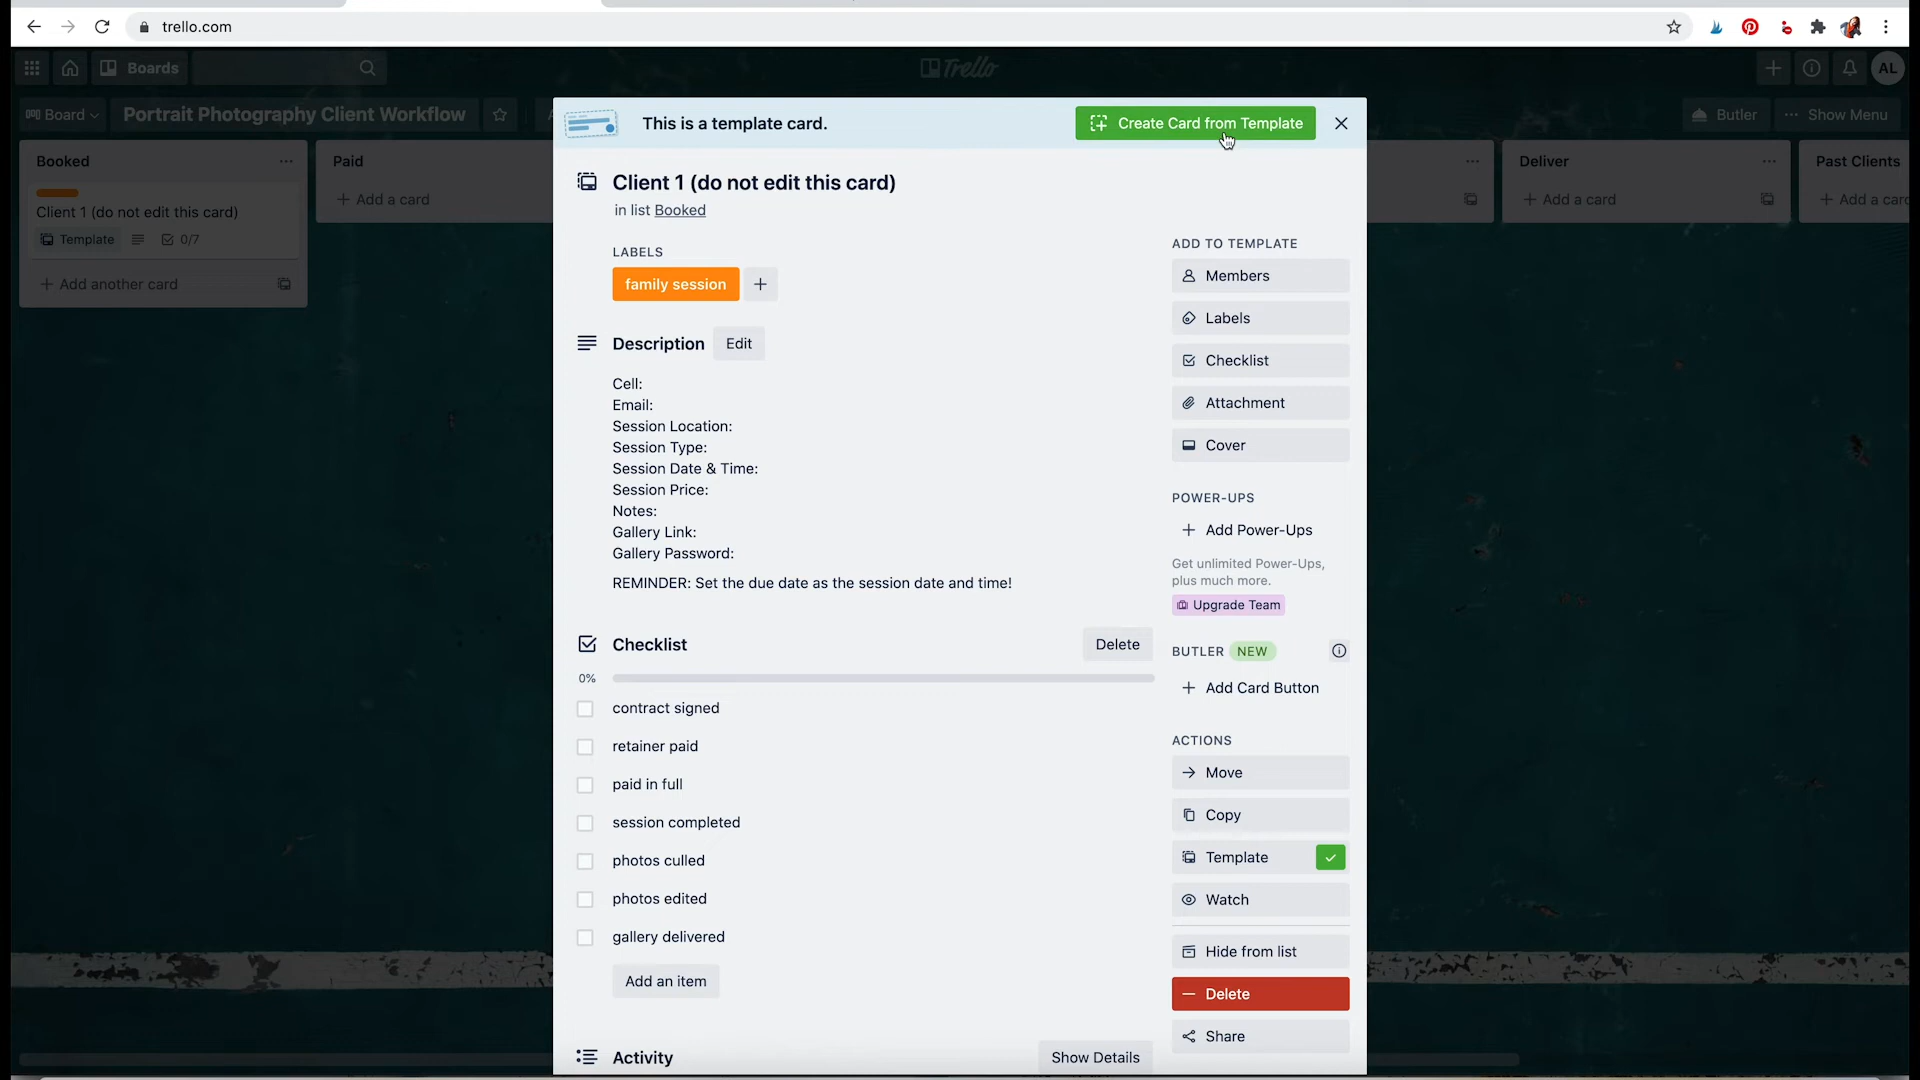 trello.com
Boards
Trello
AL
Board
Portrait Photography Client Workflow
Butler
Show Menu
Booked
Client 1 (do not edit this card)
Template
0/7
Add another card
Paid
Add a card
Deliver
Add a card
Past Clients
Add a card
This is a template card.
Create Card from Template
Client 1 (do not edit this card)
in list Booked
LABELS
family session
Description
Edit
Cell:
Email:
Session Location:
Session Type:
Session Date & Time:
Session Price:
Notes:
Gallery Link:
Gallery Password:
REMINDER: Set the due date as the session date and time!
Checklist
Delete
0%
contract signed
retainer paid
paid in full
session completed
photos culled
photos edited
gallery delivered
Add an item
Activity
Show Details
ADD TO TEMPLATE
Members
Labels
Checklist
Attachment
Cover
POWER-UPS
Add Power-Ups
Get unlimited Power-Ups,
plus much more.
Upgrade Team
BUTLER NEW
Add Card Button
ACTIONS
Move
Copy
Template
Watch
Hide from list
Delete
Share